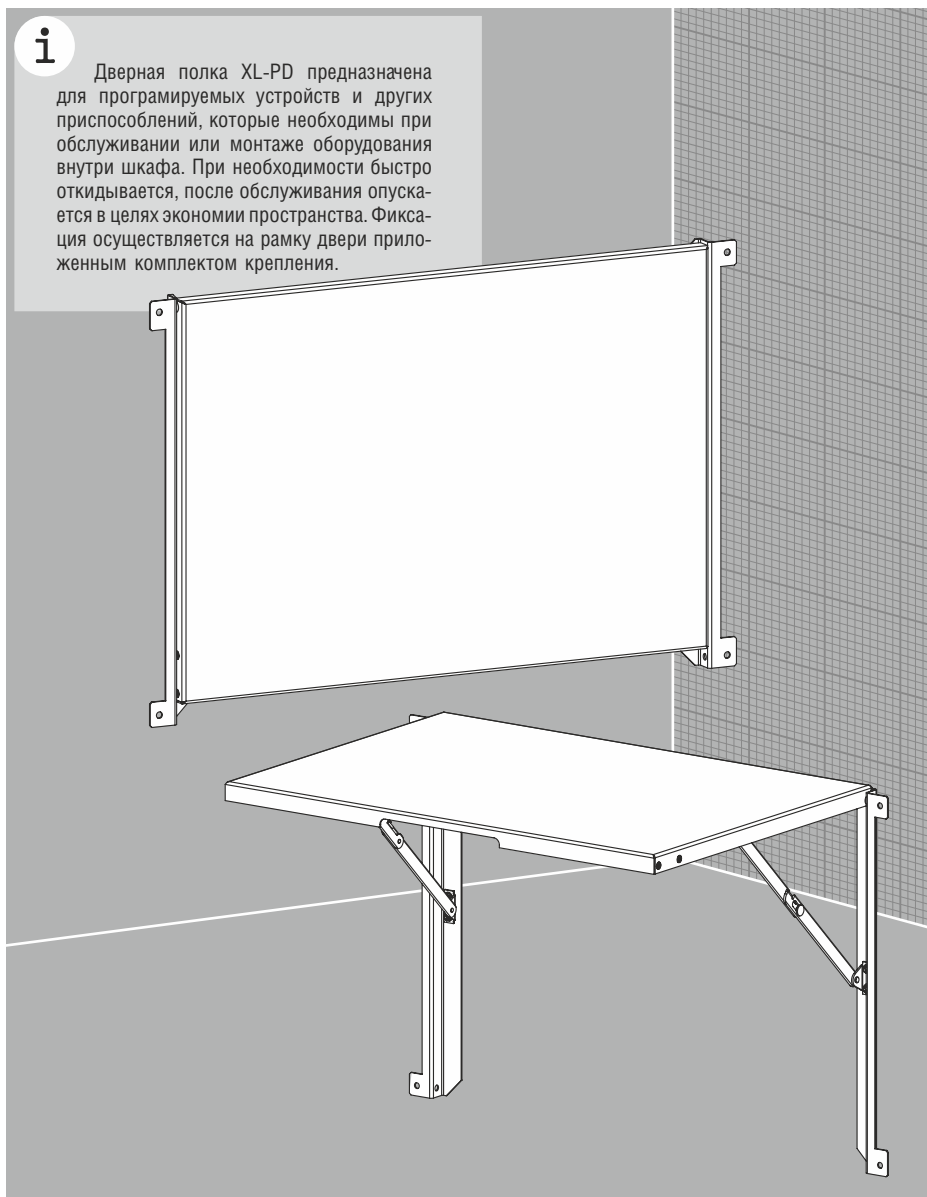 i
Дверная полка XL-PD предназначена
для програмируемых устройств и других
приспособлений, которые необходимы при
обслуживании или монтаже оборудования
внутри шкафа. При необходимости быстро
откидывается, после обслуживания опуска-
ется в целях экономии пространства. Фикса-
ция осуществляется на рамку двери прило-
женным комплектом крепления.